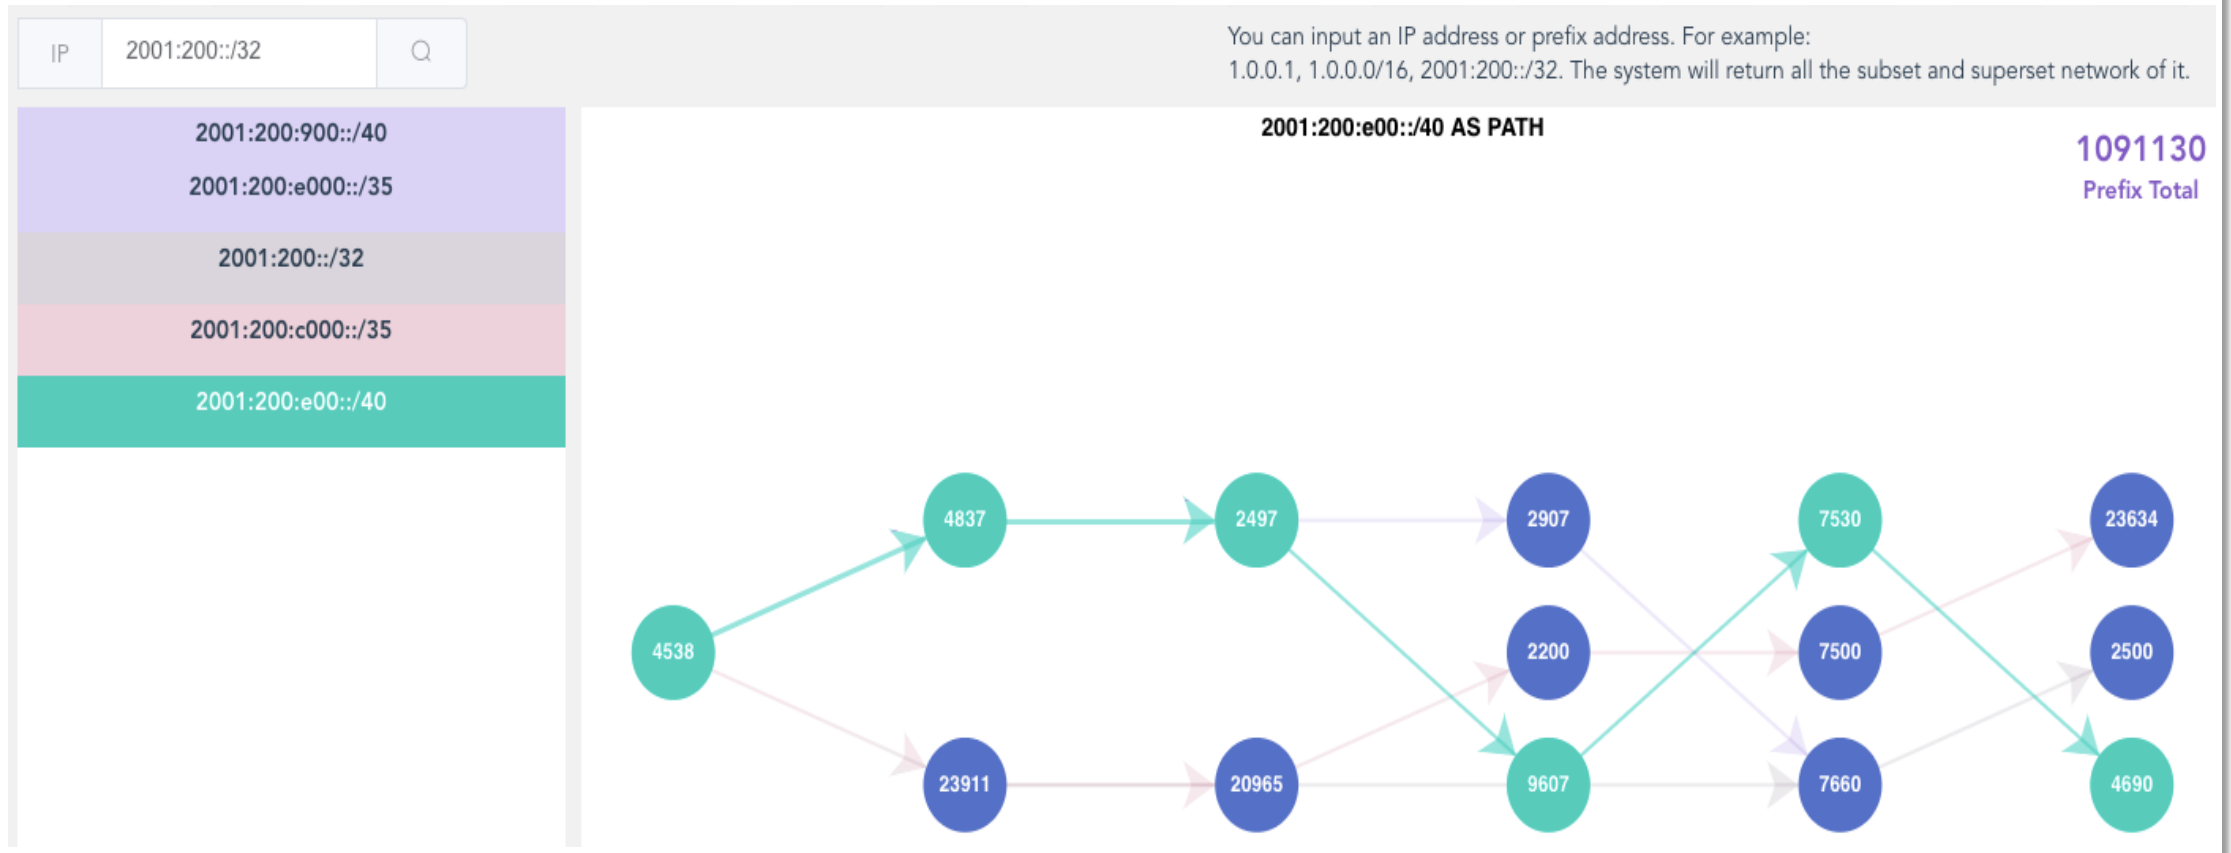 IP
2001:200::/32
You can input an IP address or prefix address. For example:
1.0.0.1, 1.0.0.0/16, 2001:200::/32. The system will return all the subset and superset network of it.
2001:200:900::/40
2001:200:e000::/35
2001:200::/32
2001:200:c000::/35
2001:200:e00::/40
2001:200:e00::/40 AS PATH
1091130
Prefix Total
4837
2497
2907
7530
23634
4538
2200
7500
2500
23911
20965
9607
7660
4690